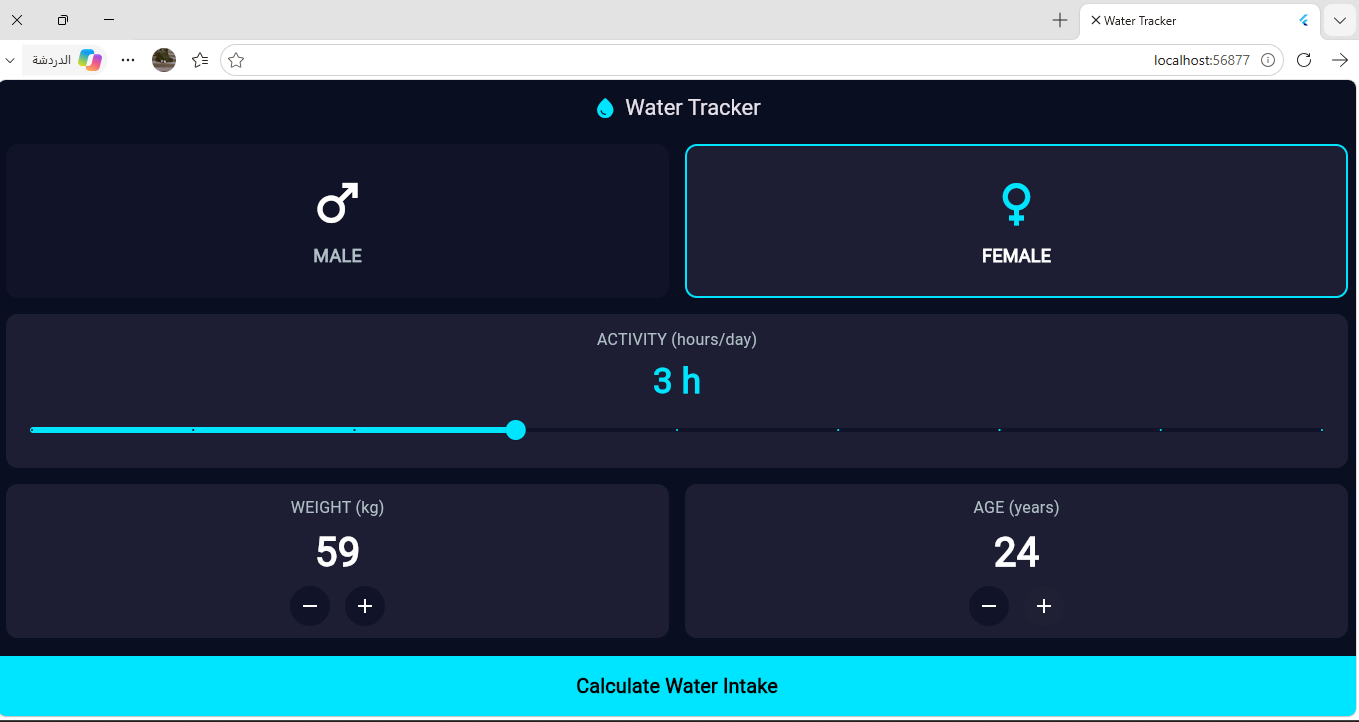 Water Tracker
الدردشة
localhost:56877
Water Tracker
MALE
FEMALE
ACTIVITY (hours/day)
3 h
WEIGHT (kg)
59
AGE (years)
24
Calculate Water Intake